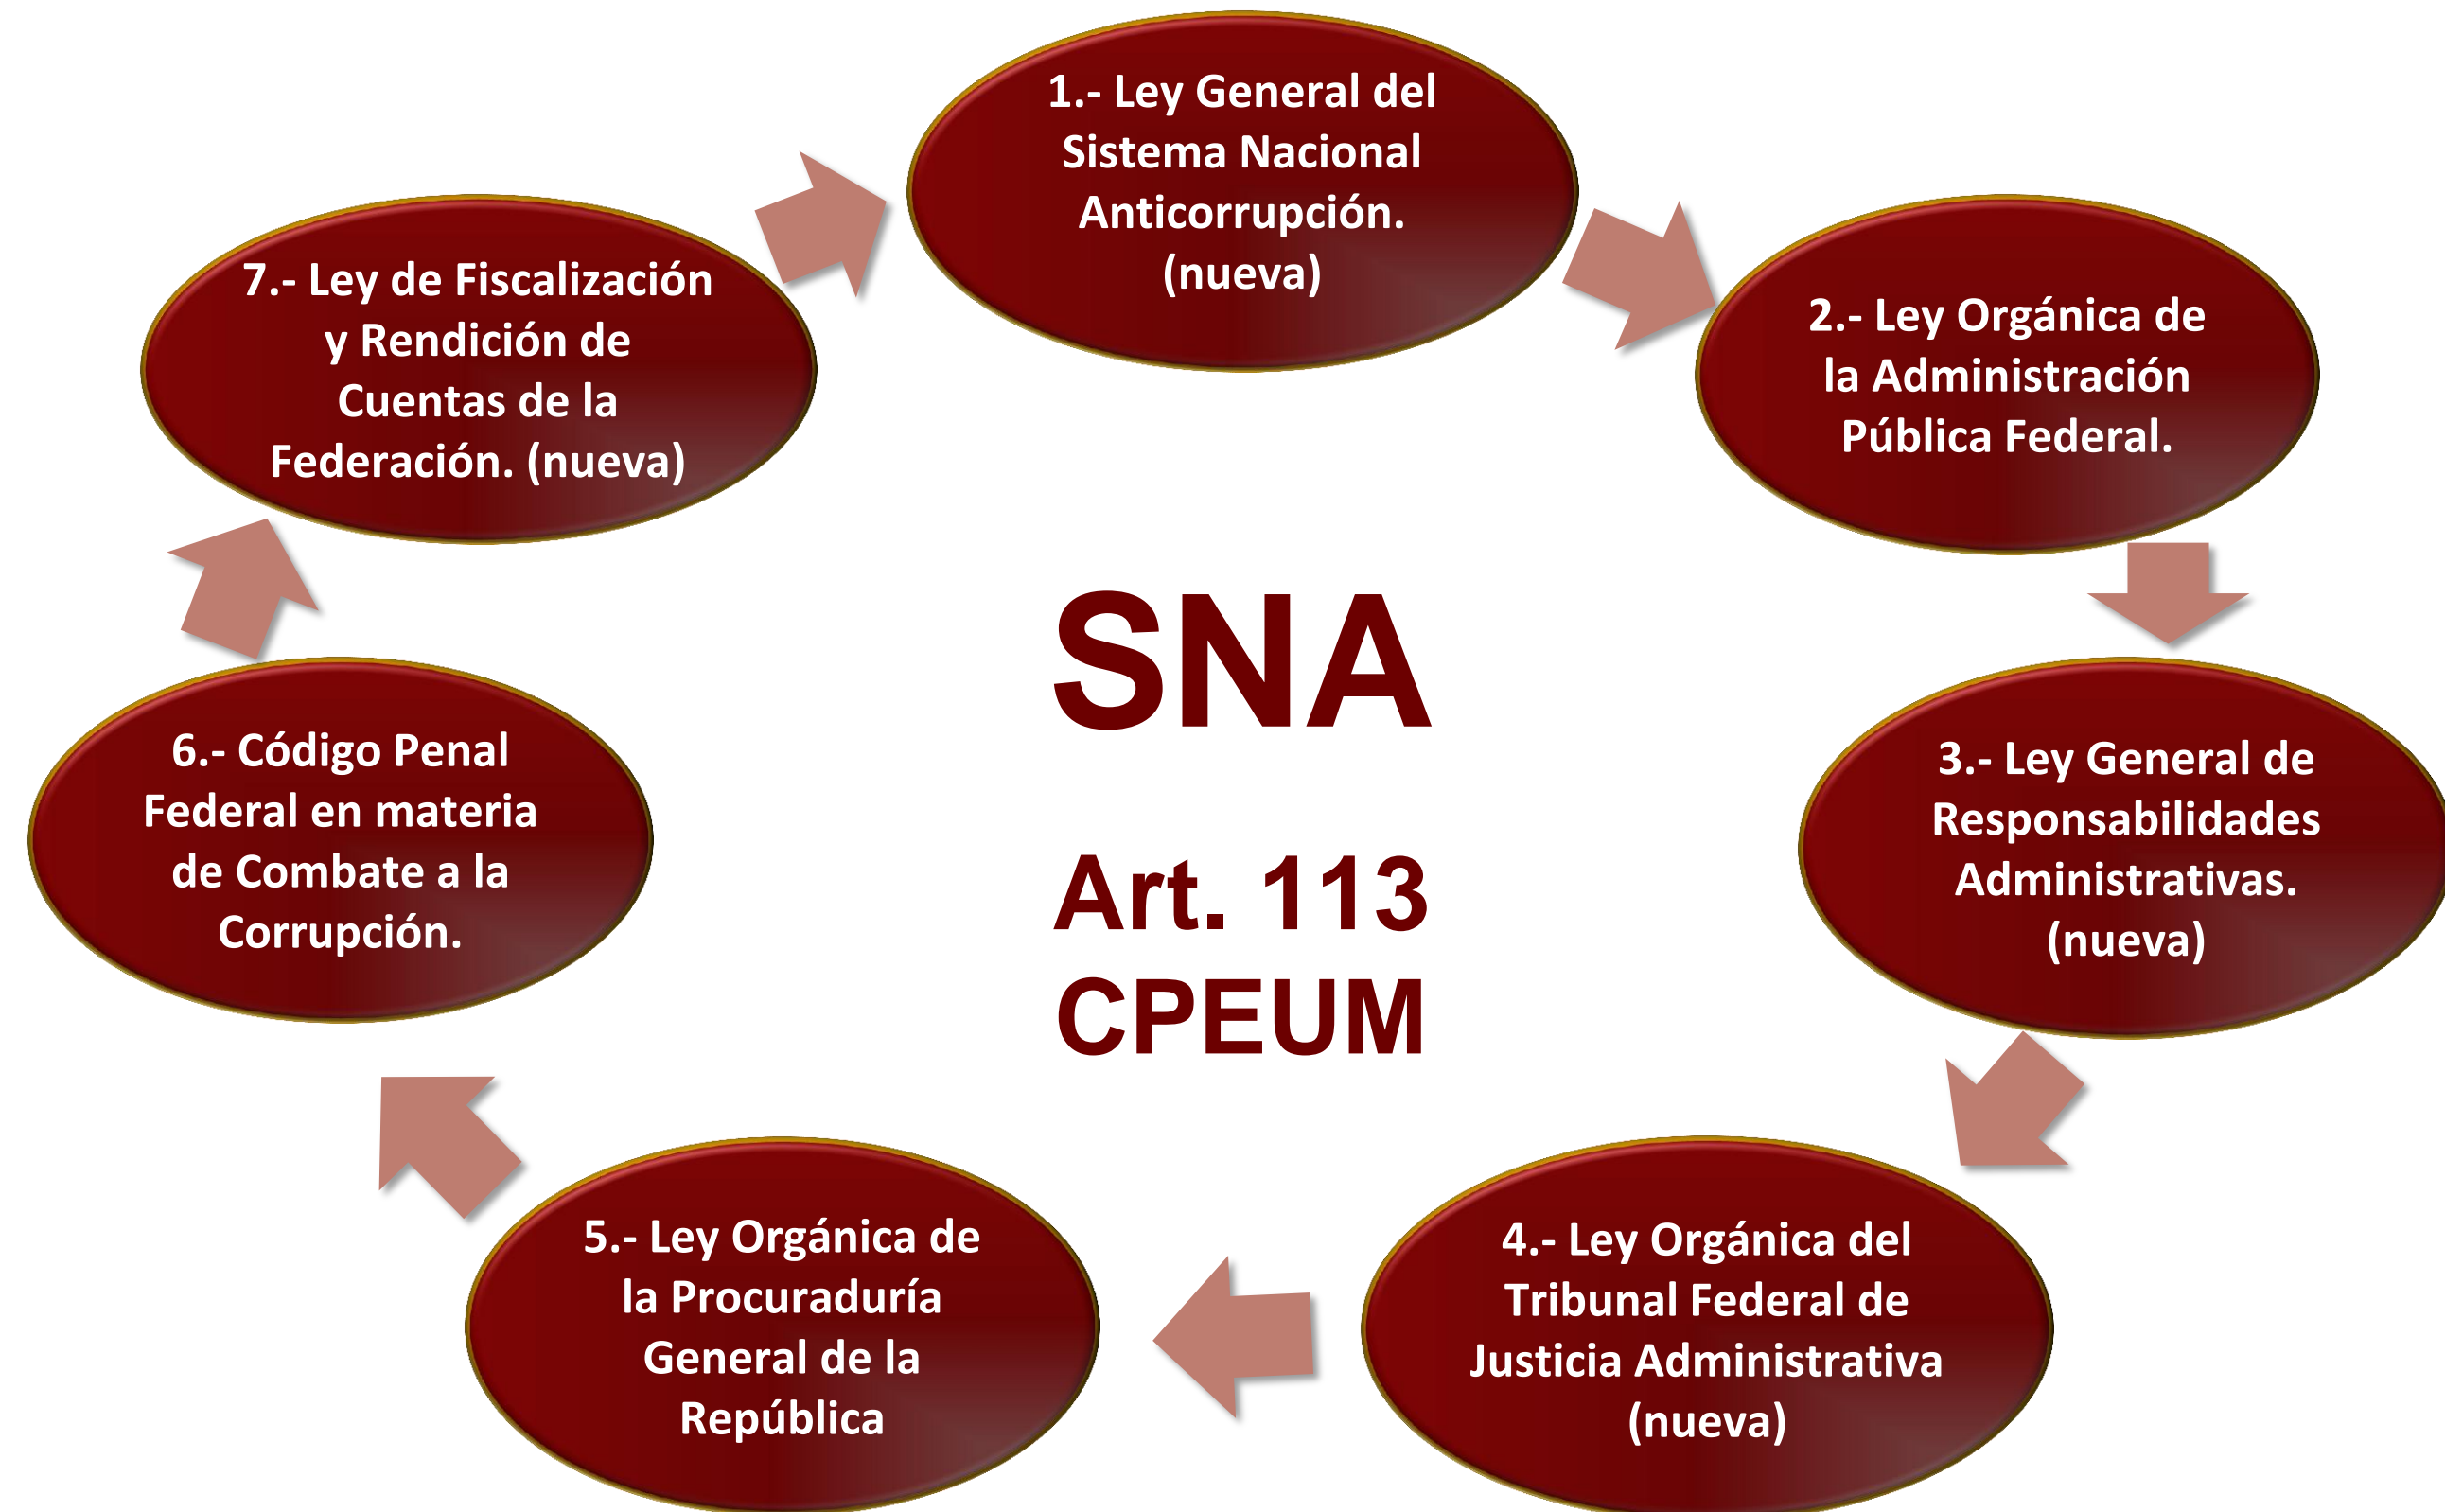 1.- Ley General del
Sistema Nacional
Anticorrupción.
(nueva)
2.- Ley Orgánica de
la Administración
Pública Federal.
3.- Ley General de
Responsabilidades
Administrativas.
(nueva)
4.- Ley Orgánica del
Tribunal Federal de
Justicia Administrativa
(nueva)
5.- Ley Orgánica de
la Procuraduría
General de la
República
6.- Código Penal
Federal en materia
de Combate a la
Corrupción.
7.- Ley de Fiscalización
y Rendición de
Cuentas de la
Federación. (nueva)
SNA
Art. 113
CPEUM